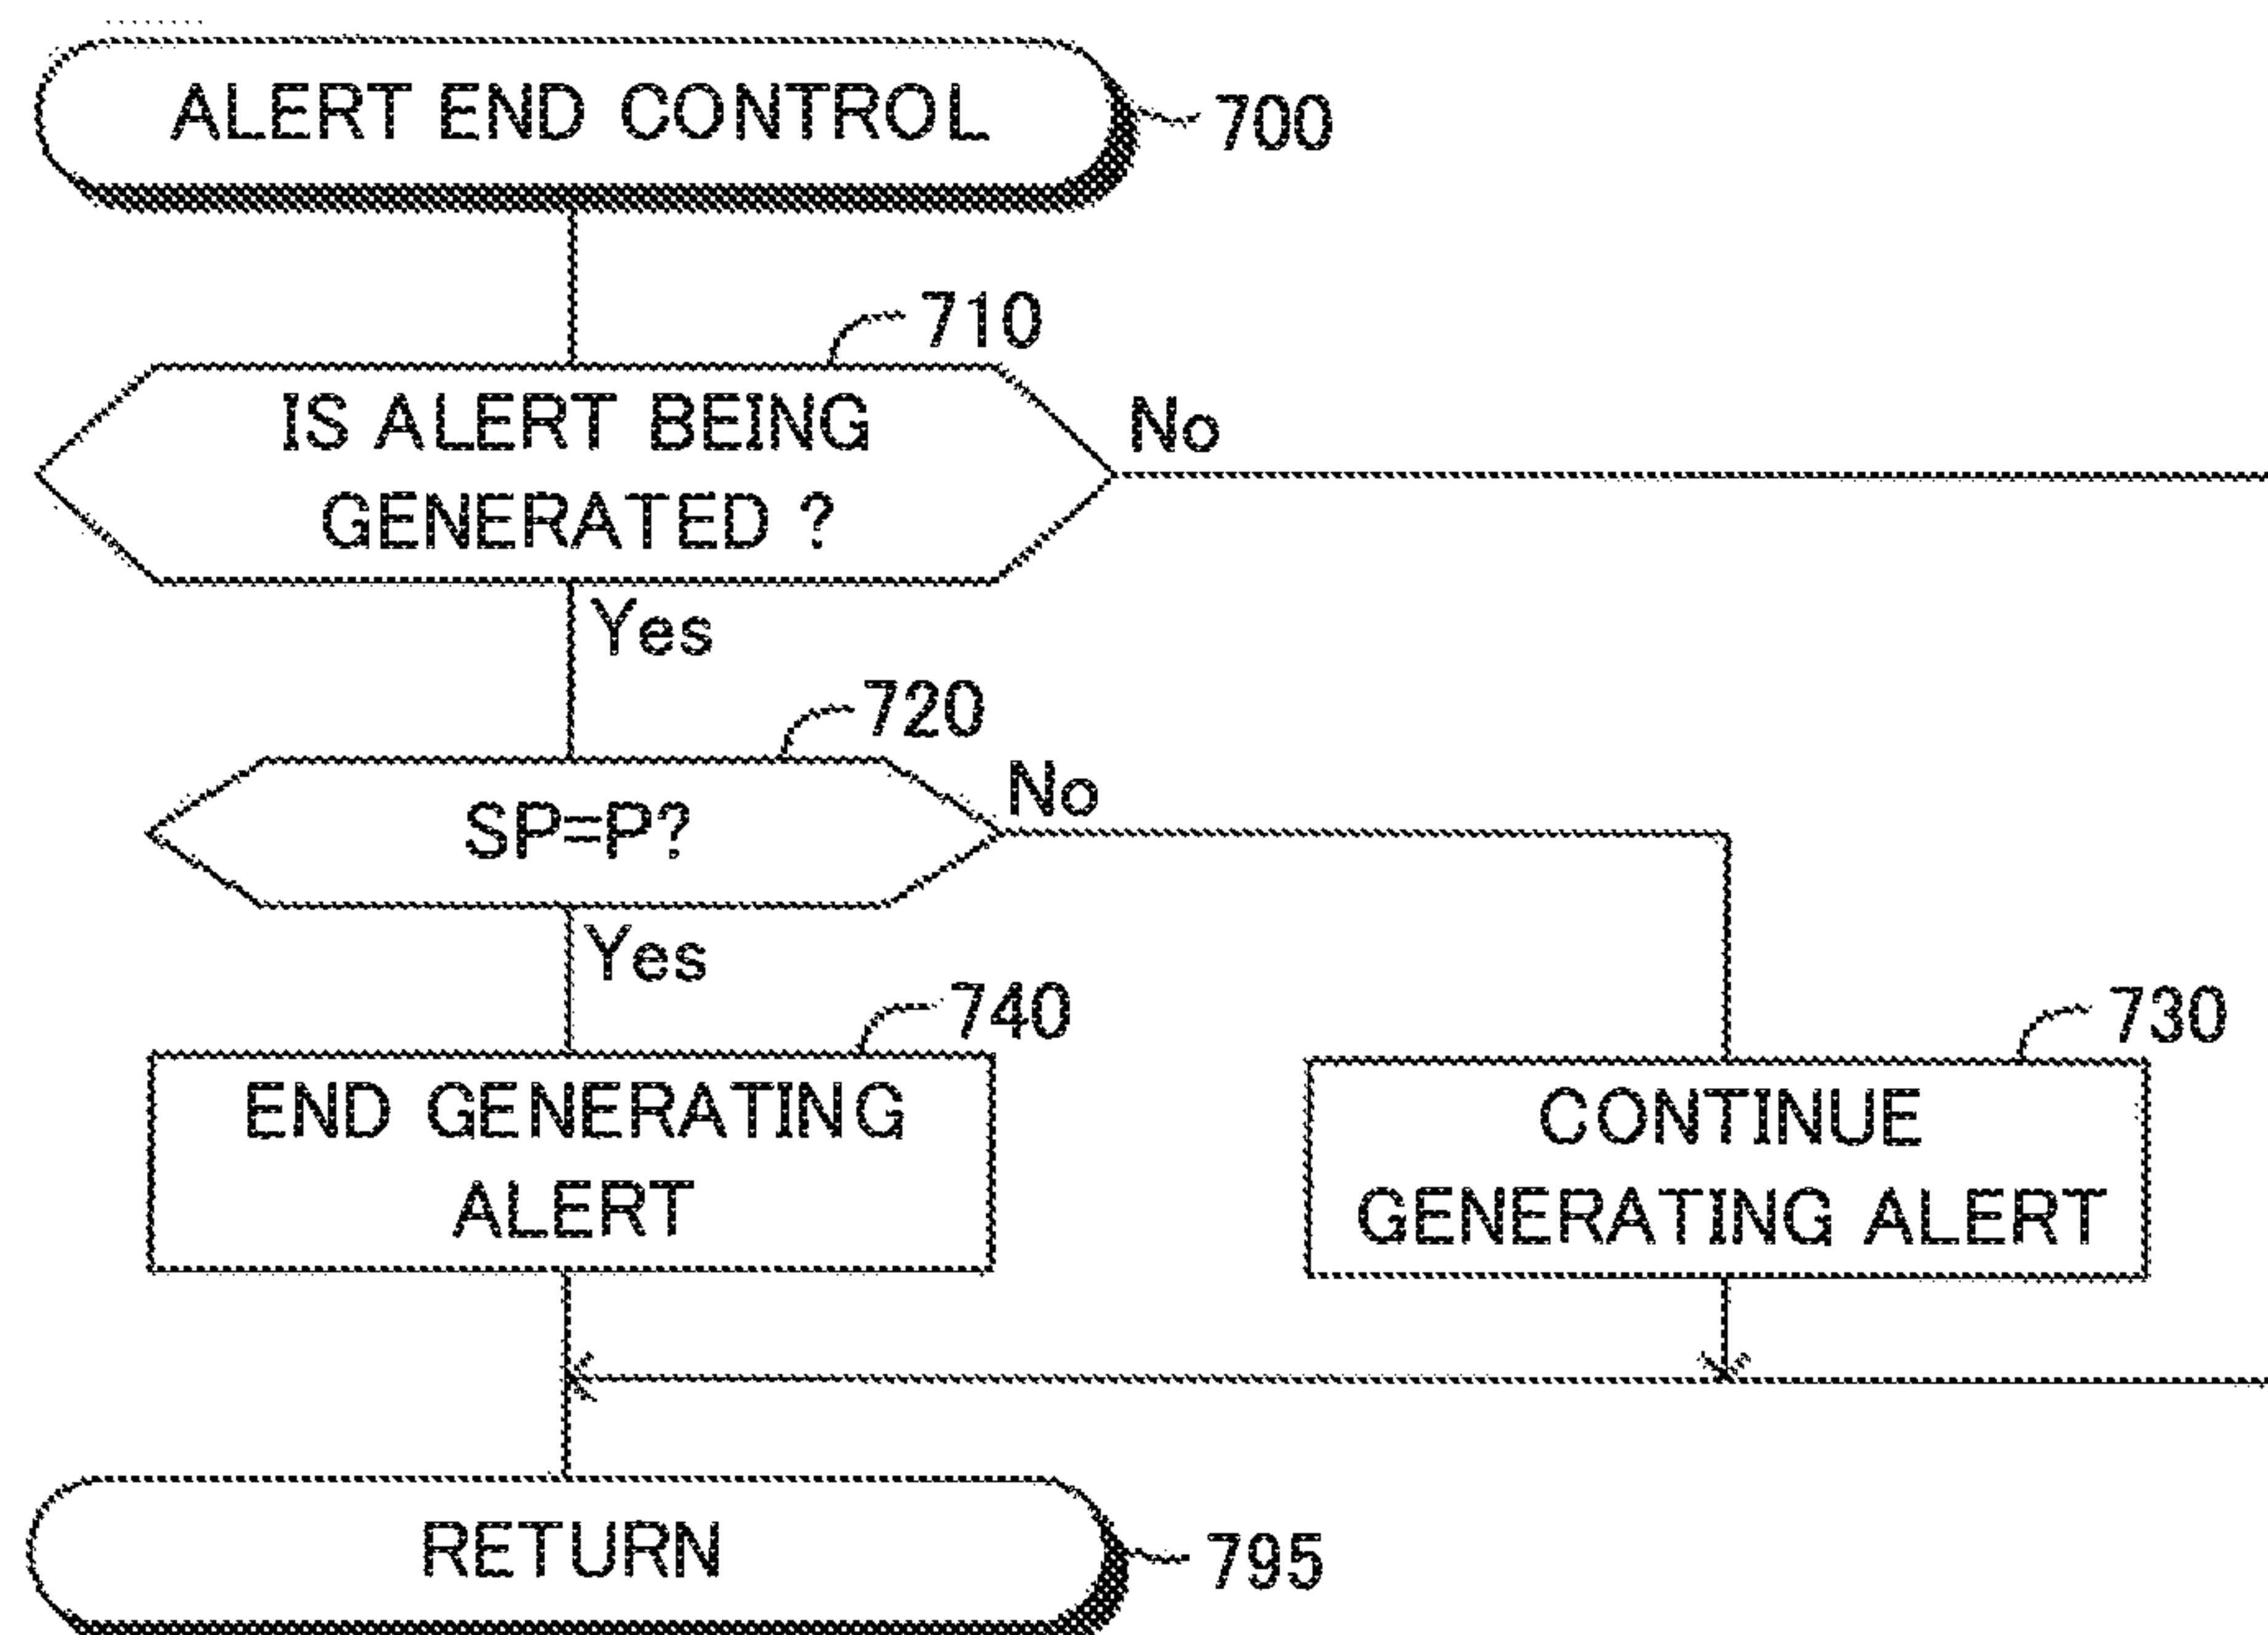 ALERT END CONTROL
700
710
IS ALERT BEING
GENERATED ?
No
Yes
720
SP=P?
No
Yes
740
END GENERATING
ALERT
730
CONTINUE
GENERATING ALERT
RETURN
795